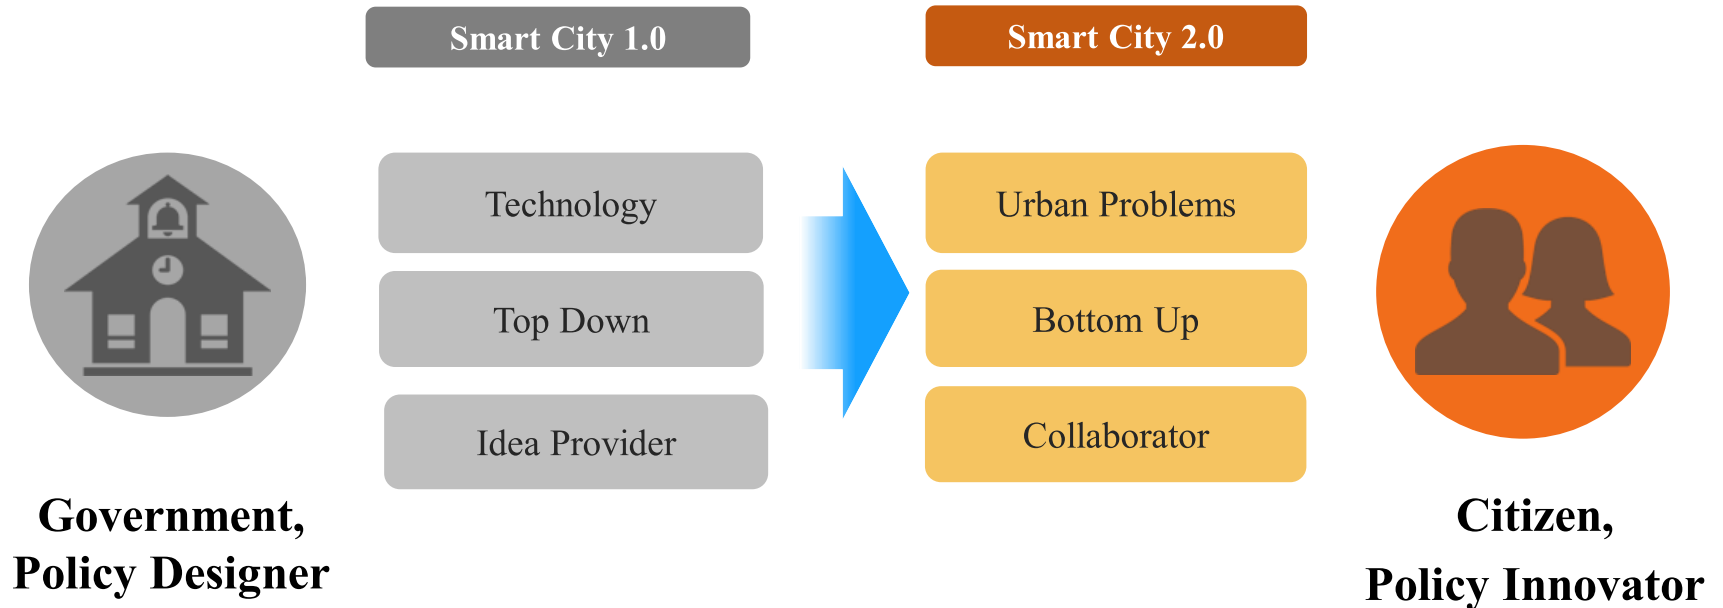 Smart City 1.0
Smart City 2.0
Technology
Urban Problems
Top Down
Bottom Up
Idea Provider
Collaborator
Government,
Policy Designer
Citizen,
Policy Innovator